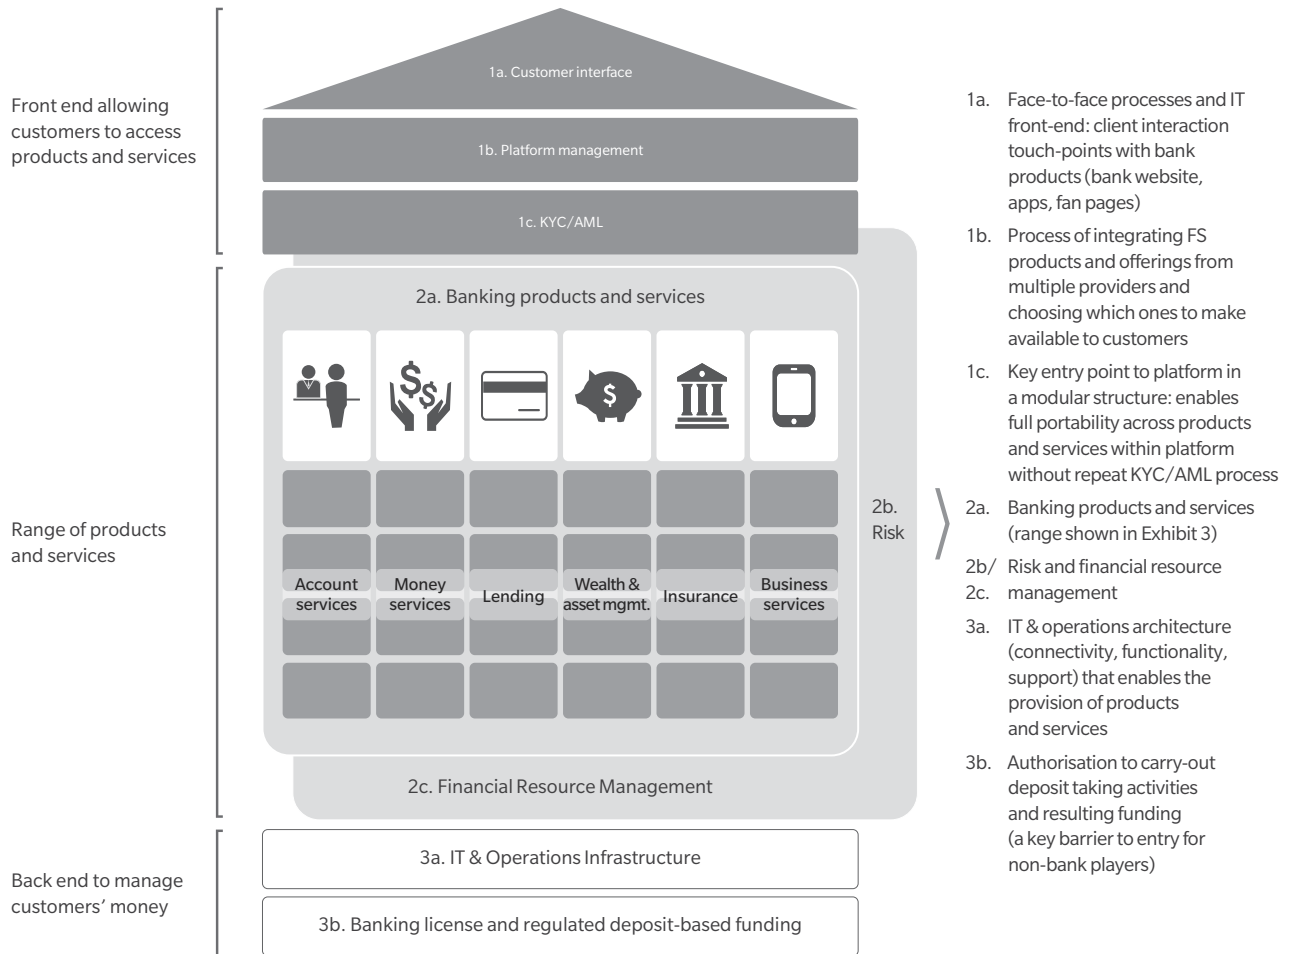 Front end allowing
customers to access
products and services
1a. Customer interface
1b. Platform management
1c. KYC/AML
Range of products
and services
2a. Banking products and services
$
$
$
Account
services
Money
services
Lending
Wealth &
asset mgmt.
Insurance
Business
services
2b.
Risk
2c. Financial Resource Management
Back end to manage
customers’ money
3a. IT & Operations Infrastructure
3b. Banking license and regulated deposit-based funding
1a. Face-to-face processes and IT
front-end: client interaction
touch-points with bank
products (bank website,
apps, fan pages)
1b. Process of integrating FS
products and offerings from
multiple providers and
choosing which ones to make
available to customers
1c. Key entry point to platform in
a modular structure: enables
full portability across products
and services within platform
without repeat KYC/AML process
2a. Banking products and services
(range shown in Exhibit 3)
2b/ Risk and financial resource
2c. management
3a. IT & operations architecture
(connectivity, functionality,
support) that enables the
provision of products
and services
3b. Authorisation to carry-out
deposit taking activities
and resulting funding
(a key barrier to entry for
non-bank players)